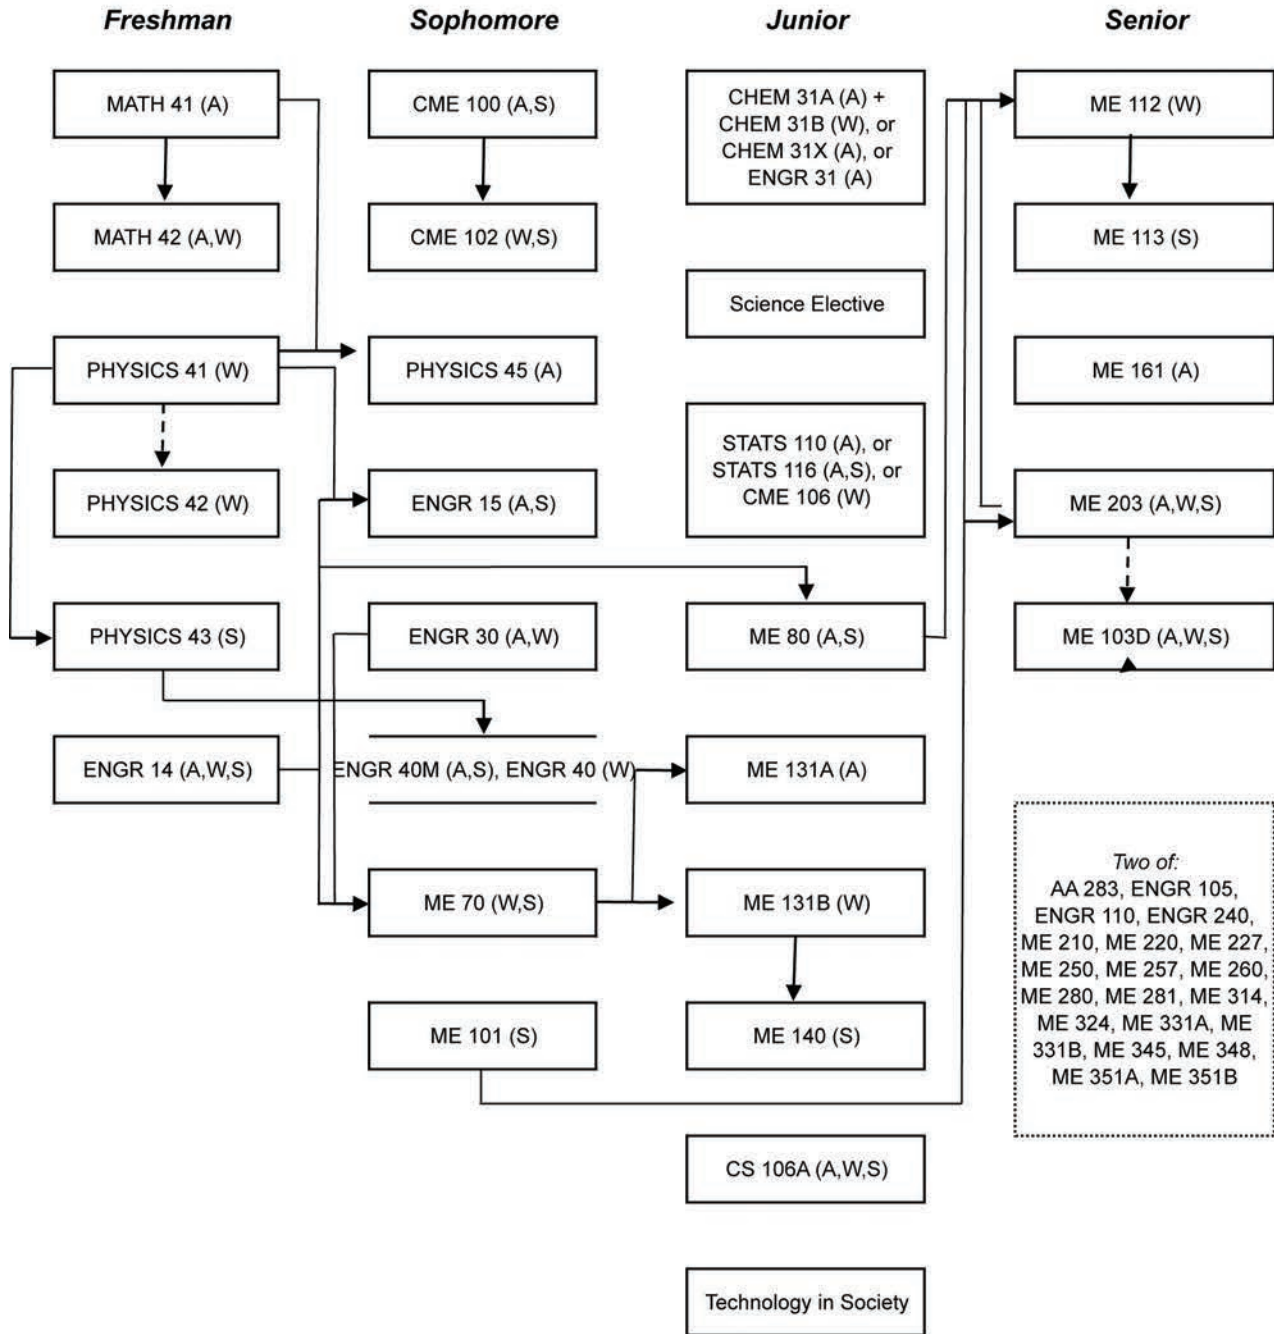 Freshman
Sophomore
Junior
Senior
MATH 41 (A)
MATH 42 (A,W)
PHYSICS 41 (W)
PHYSICS 42 (W)
PHYSICS 43 (S)
ENGR 14 (A,W,S)
CME 100 (A,S)
CME 102 (W,S)
PHYSICS 45 (A)
ENGR 15 (A,S)
ENGR 30 (A,W)
ENGR 40M (A,S), ENGR 40 (W)
ME 70 (W,S)
ME 101 (S)
CHEM 31A (A) +
CHEM 31B (W), or
CHEM 31X (A), or
ENGR 31 (A)
Science Elective
STATS 110 (A), or
STATS 116 (A,S), or
CME 106 (W)
ME 80 (A,S)
ME 131A (A)
ME 131B (W)
ME 140 (S)
CS 106A (A,W,S)
Technology in Society
ME 112 (W)
ME 113 (S)
ME 161 (A)
ME 203 (A,W,S)
ME 103D (A,W,S)
Two of:
AA 283, ENGR 105,
ENGR 110, ENGR 240,
ME 210, ME 220, ME 227,
ME 250, ME 257, ME 260,
ME 280, ME 281, ME 314,
ME 324, ME 331A, ME
331B, ME 345, ME 348,
ME 351A, ME 351B